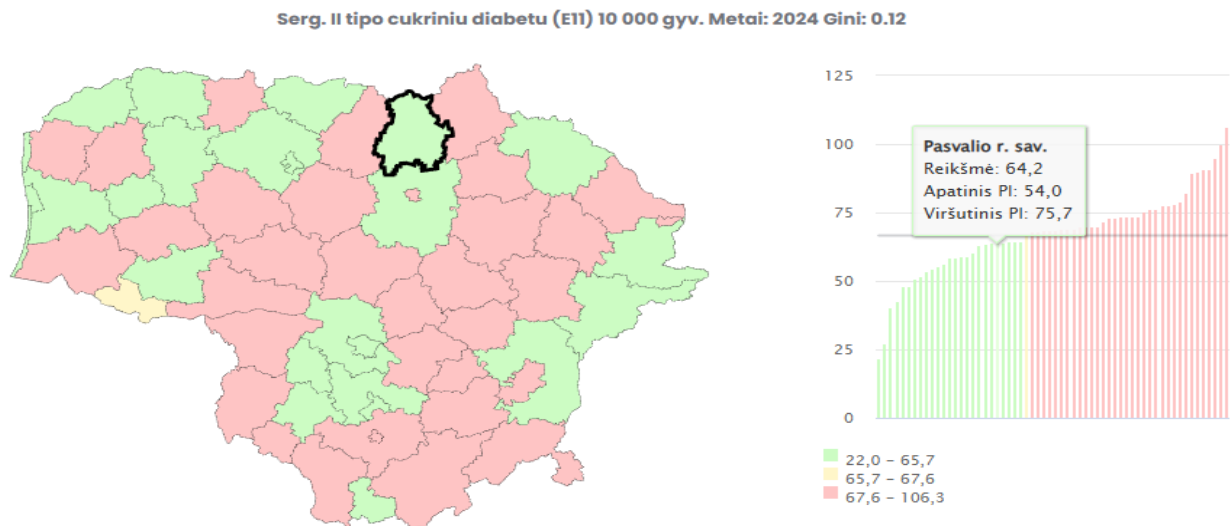 Serg. II tipo cukriniu diabetu (E11) 10 000 gyv. Metai: 2024 Gini: 0.12
125
100
75
50
25
0
Pasvalio r. sav.
Reikšmė: 64,2
Apatinis PI: 54,0
Viršutinis PI: 75,7
22,0 – 65,7
65,7 – 67,6
67,6 – 106,3